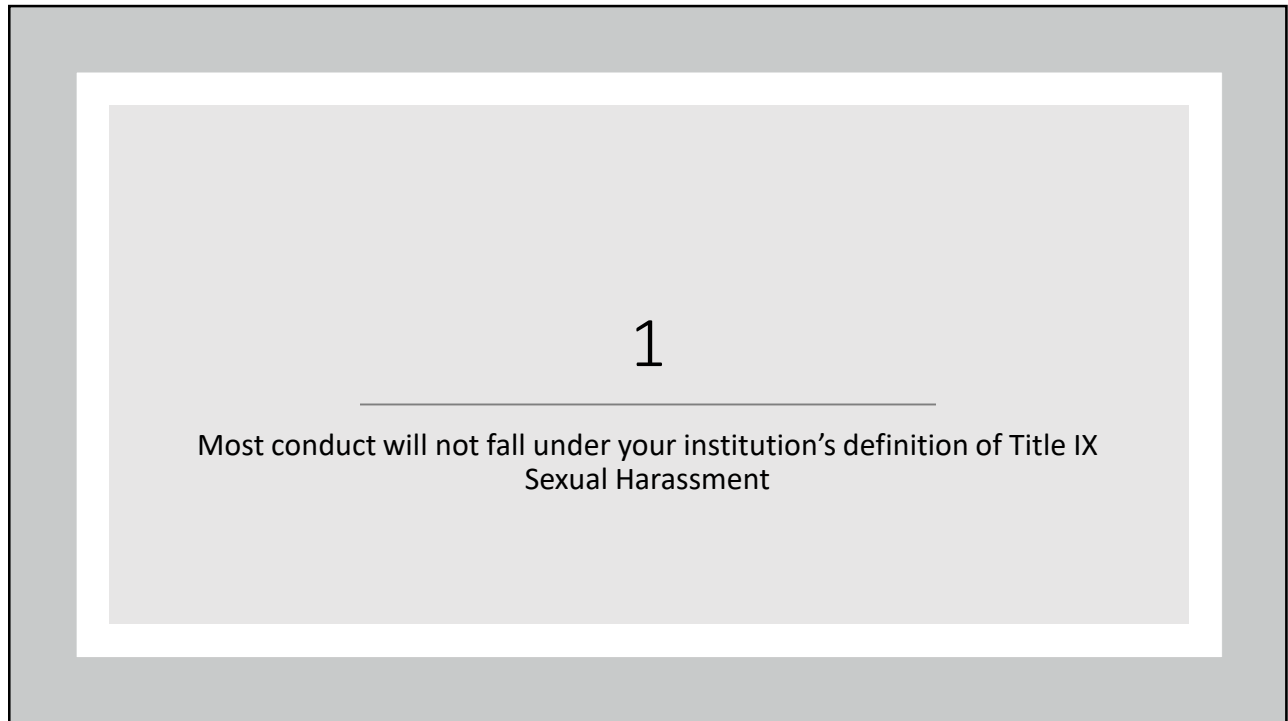 1
Most conduct will not fall under your institution’s definition of Title IX
Sexual Harassment